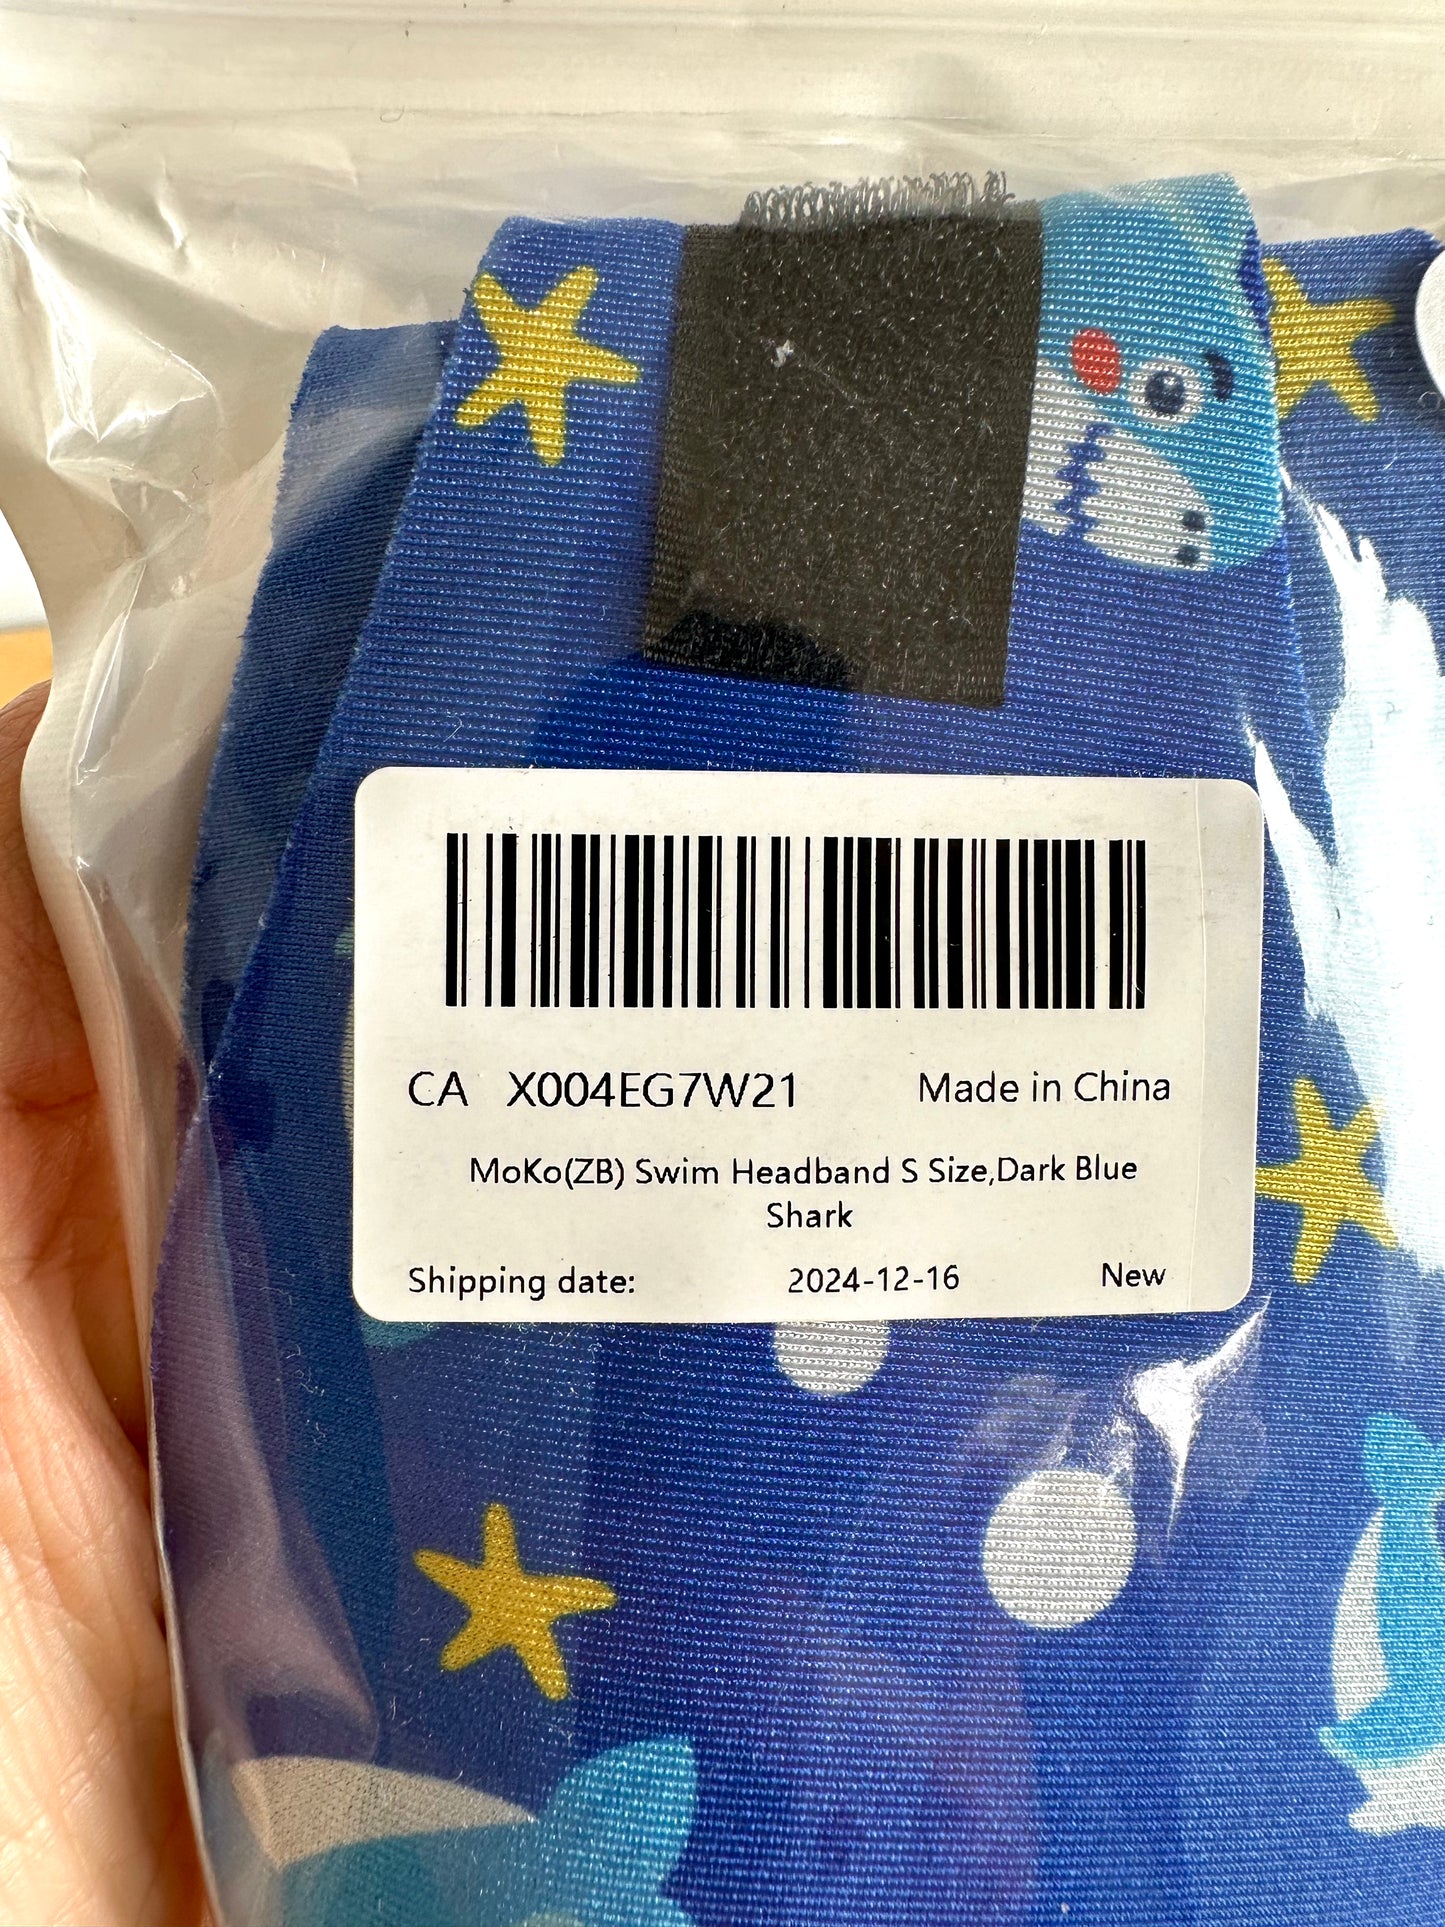 CA X004EG7W21 Made in China
MoKo(ZB) Swim Headband S Size,Dark Blue
Shark
Shipping date: 2024-12-16 New